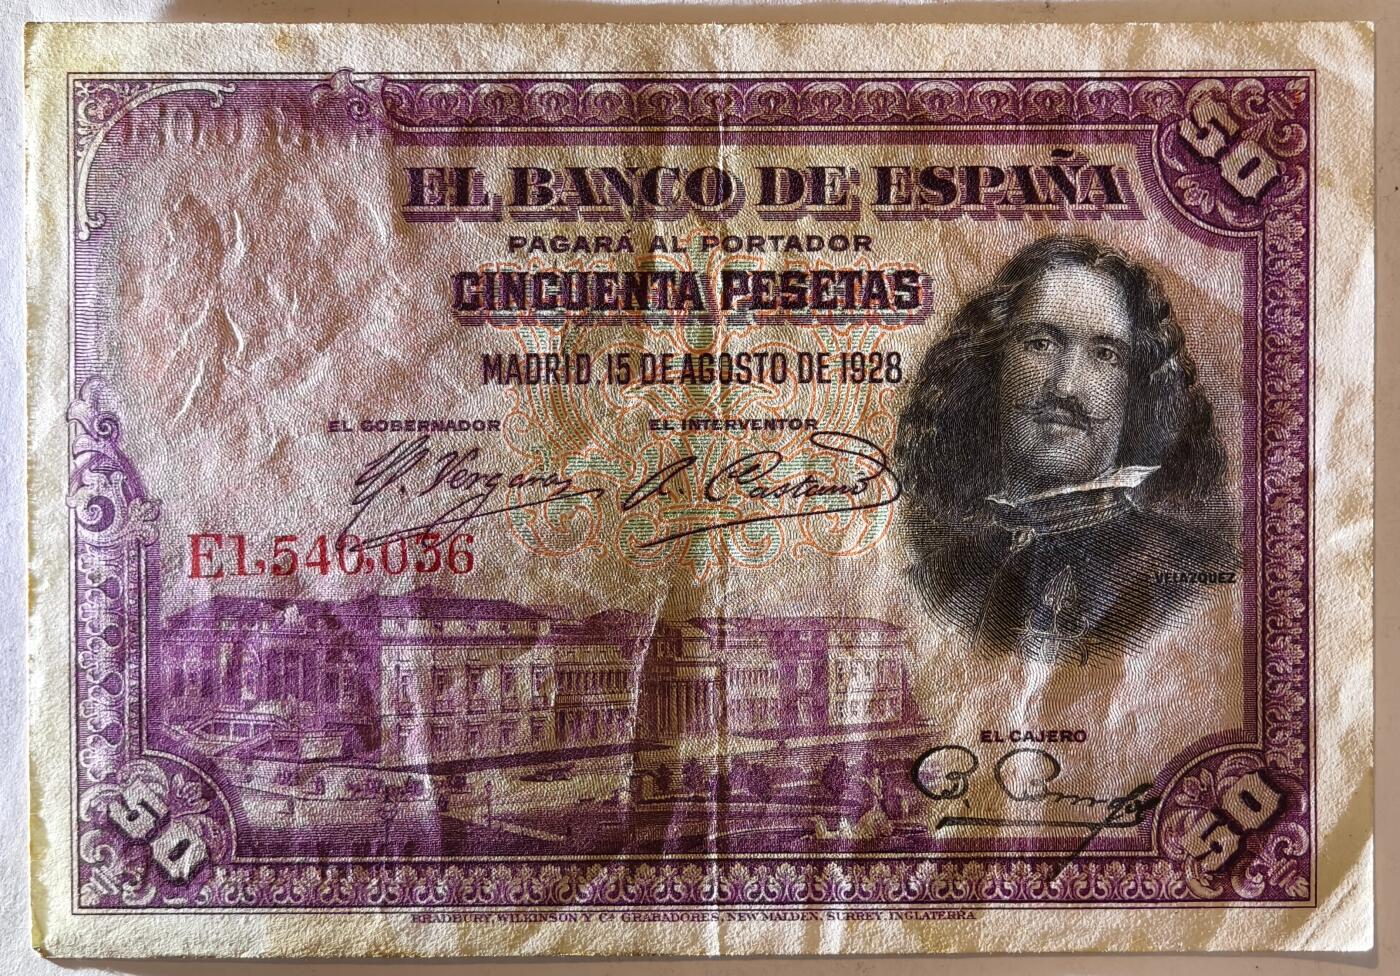 50
EL BANCO DE ESPAÑA
PAGARÁ AL PORTADOR
CINCUENTA PESETAS
MADRID, 15 DE AGOSTO DE 1928
EL GOBERNADOR
EL INTERVENTOR
E1,540,036
VELAZQUEZ
EL CAJERO
50
50
BRADBURY, WILKINSON Y Cª GRABADORES, NEW MALDEN, SURREY, INGLATERRA